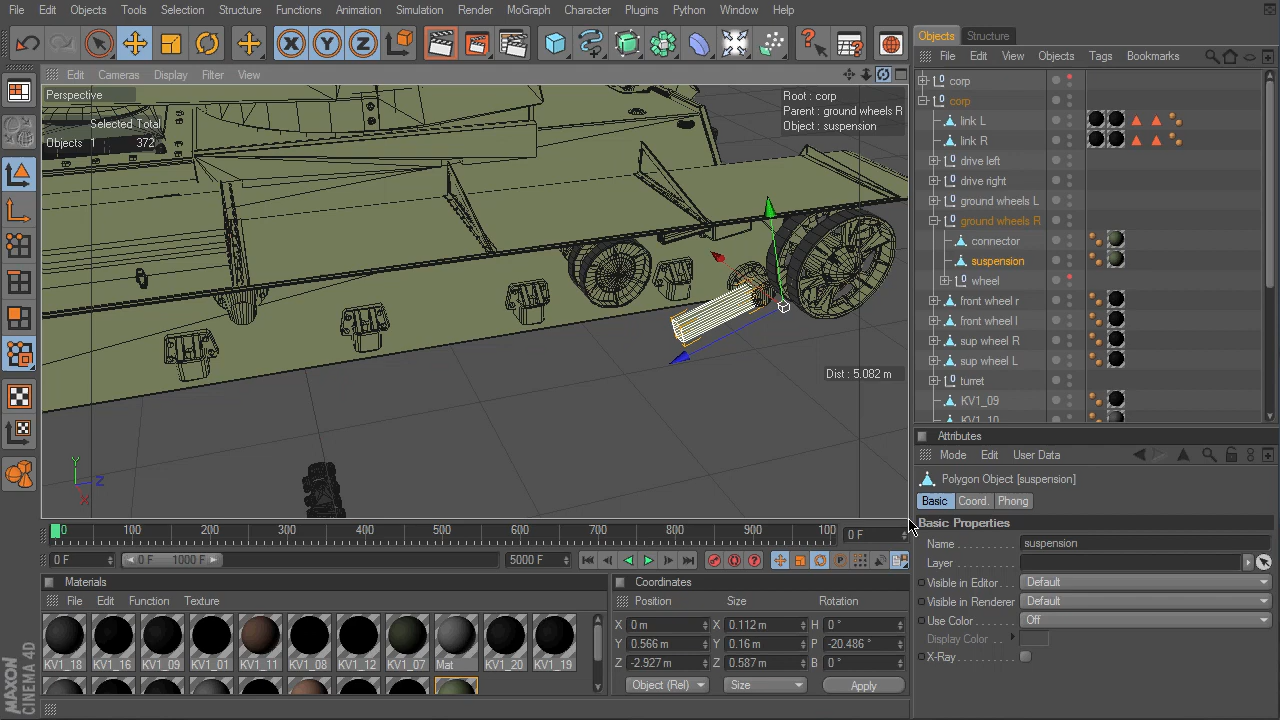 File Edit Objects Tools Selection Structure Functions Animation Simulation Render MoGraph Character Plugins Python Window Help
Objects Structure
File Edit View Objects Tags Bookmarks
Edit Cameras Display Filter View
Perspective
Selected Total
Objects 1 372
Root : corp
Parent : ground wheels R
Object : suspension
Dist : 5.082 m
Y
Z
X
corp
corp
link L
link R
drive left
drive right
ground wheels L
ground wheels R
connector
suspension
wheel
front wheel r
front wheel l
sup wheel R
sup wheel L
turret
KV1_09
KV1_10
Attributes
Mode Edit User Data
Polygon Object [suspension]
Basic Coord. Phong
Basic Properties
Name suspension
Layer
Visible in Editor Default
Visible in Renderer Default
Use Color Off
Display Color
X-Ray
0 100 200 300 400 500 600 700 800 900 100
0 F
0 F 0 F 1000 F 5000 F
Materials
File Edit Function Texture
KV1_18 KV1_16 KV1_09 KV1_01 KV1_11 KV1_08 KV1_12 KV1_07 Mat KV1_20 KV1_19
Coordinates
Position Size Rotation
X 0 m X 0.112 m H 0 °
Y 0.566 m Y 0.16 m P -20.486 °
Z -2.927 m Z 0.587 m B 0 °
Object (Rel) Size Apply
MAXON
CINEMA 4D